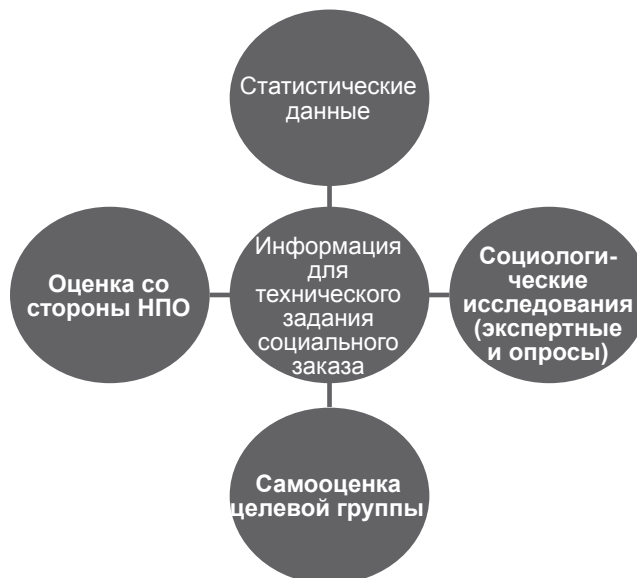 Статистические
данные
Оценка со
стороны НПО
Информация
для
технического
задания
социального
заказа
Социологи-
ческие
исследования
(экспертные
и опросы)
Самооценка
целевой группы